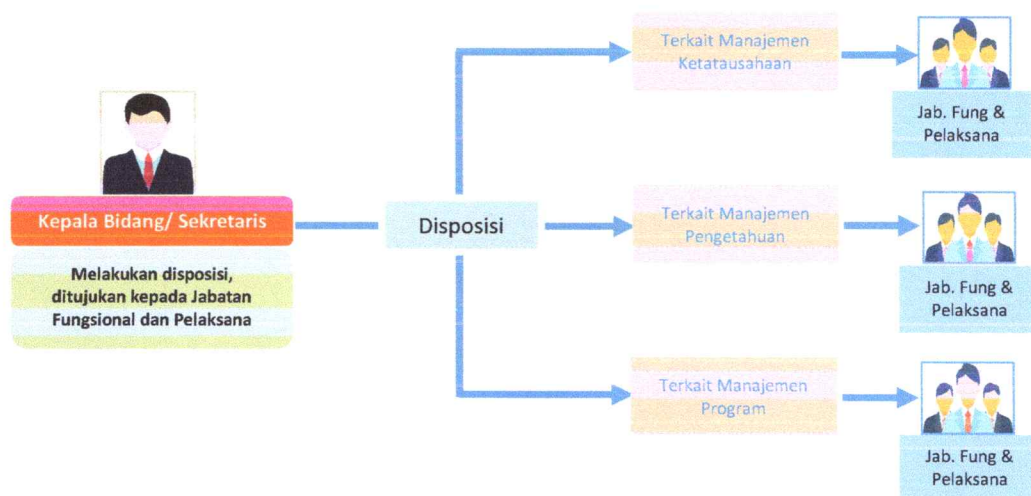 Kepala Bidang/ Sekretaris
Melakukan disposisi,
ditujukan kepada Jabatan
Fungsional dan Pelaksana
Disposisi
Terkait Manajemen
Ketatausahaan
Jab. Fung &
Pelaksana
Terkait Manajemen
Pengetahuan
Jab. Fung &
Pelaksana
Terkait Manajemen
Program
Jab. Fung &
Pelaksana